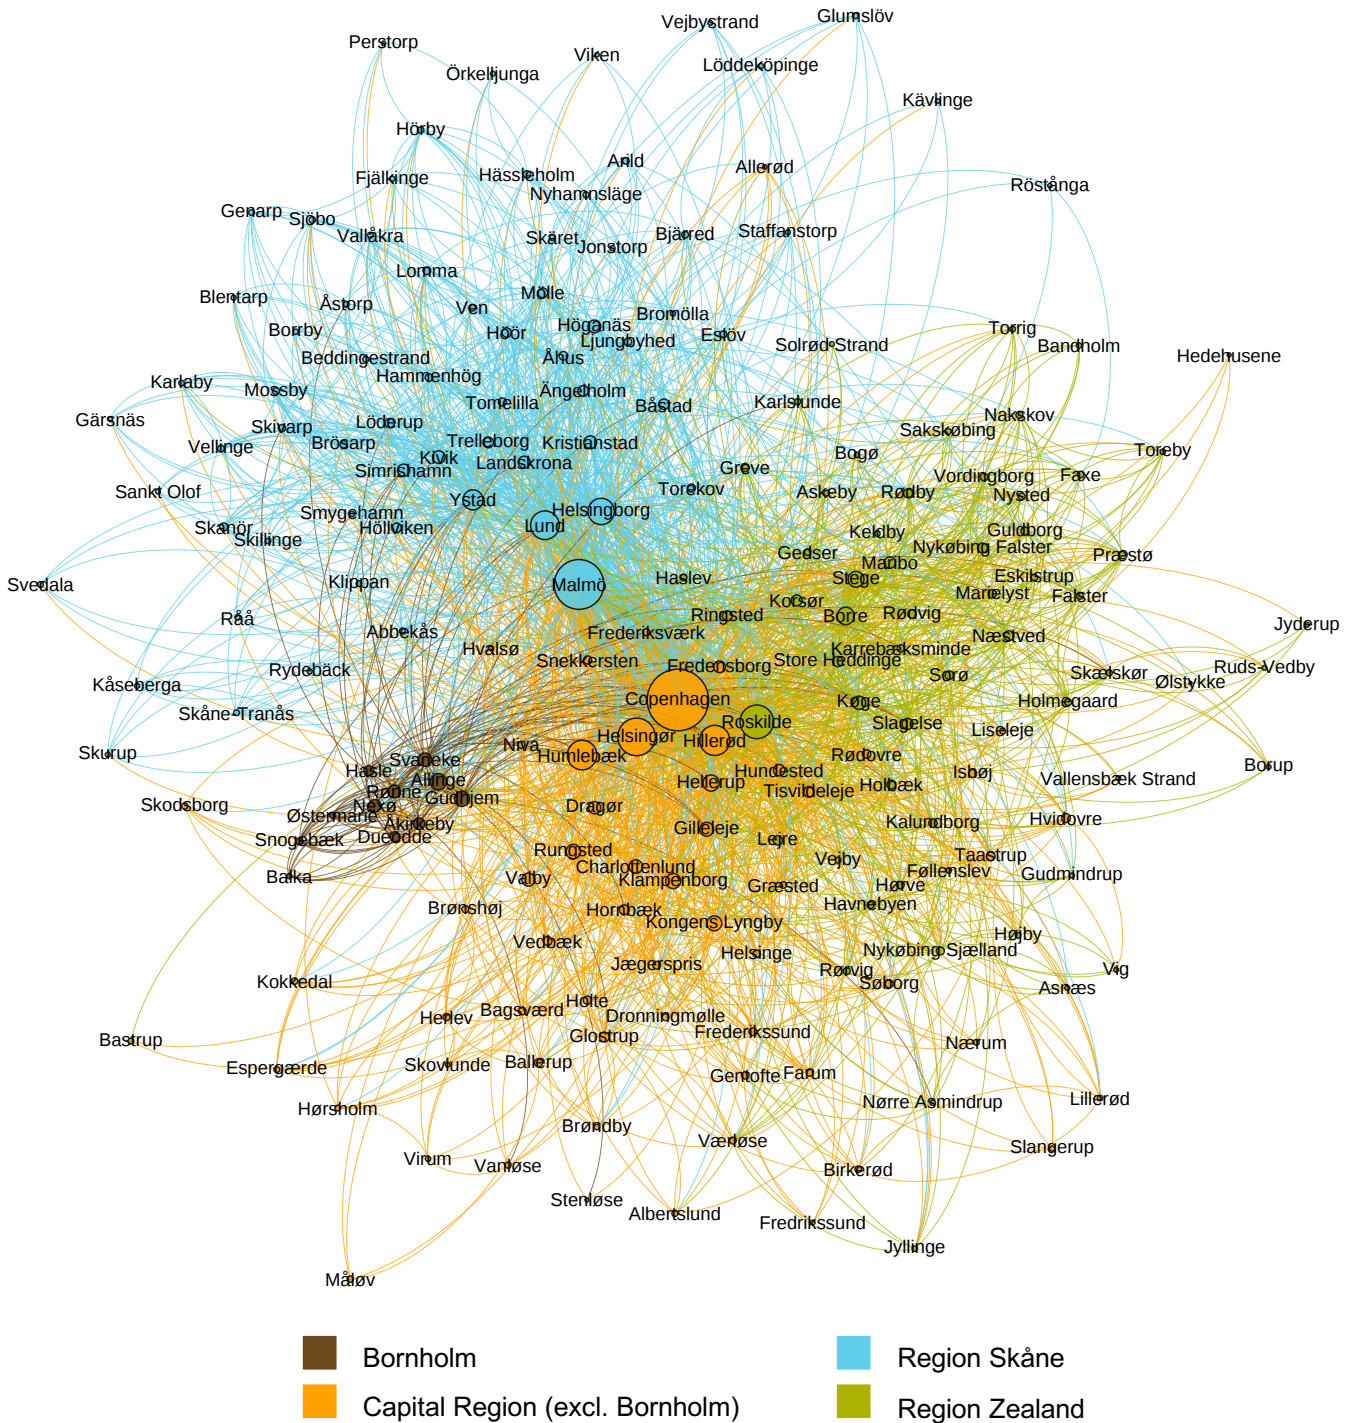 Glumslöv
Vejbystrand
Perstorp
Viken
Löddeköpinge
Örkelljunga
Kävlinge
Hörby
Arild
Allerød
Hässleholm
Fjälkinge
Röstånga
Nyhamnsläge
Genarp
Sjöbo
Vallåkra
Skäret
Jonstorp
Bjärred
Staffanstorp
Lomma
Blentarp
Åstorp
Ven
Mölle
Bromölla
Borrby
Höör
Höganäs
Ljungbyhed
Eslöv
Solrød Strand
Torrig
Bandholm
Hedehusene
Beddingestrand
Åhus
Hammenhög
Karlaby
Mossby
Ängelholm
Tomelilla
Båstad
Karlslunde
Gärsnäs
Skivarp
Löderup
Nakskov
Sakskøbing
Vellinge
Brösarp
Trelleborg
Kristianstad
Toreby
Kivik
Landskrona
Simrishamn
Bogø
Greve
Vordingborg
Faxe
Sankt Olof
Ystad
Torekov
Askeby
Rødby
Nysted
Smygehamn
Helsingborg
Skanör
Höllviken
Lund
Skillinge
Keldby
Guldborg
Gedser
Nykøbing Falster
Præstø
Maribo
Svedala
Klippan
Malmö
Haslev
Stege
Eskilstrup
Marielyst
Falster
Korsør
Råå
Ringsted
Borre
Rødvig
Jyderup
Abbekås
Frederiksværk
Næstved
Hvalsø
Karrebæksminde
Snekkersten
Fredensborg
Store Heddinge
Rydebäck
Sorø
Skælskør
Ruds-Vedby
Ølstykke
Kåseberga
Copenhagen
Køge
Holmegaard
Skåne-Tranås
Roskilde
Slagelse
Liseleje
Helsingør
Hillerød
Nivå
Skurup
Humlebæk
Rødovre
Svaneke
Hasle
Hundested
Ishøj
Borup
Allinge
Hellerup
Vallensbæk Strand
Rønne
Tisvildeleje
Holbæk
Gudhjem
Nexø
Skodsborg
Dragør
Østermarie
Åkirkeby
Gilleleje
Kalundborg
Hvidovre
Snogebæk
Dueodde
Lejre
Rungsted
Taastrup
Vejby
Charlottenlund
Balka
Valby
Klampenborg
Føllenslev
Gudmindrup
Græsted
Hørve
Brønshøj
Hornbæk
Havnebyen
Kongens Lyngby
Højby
Vedbæk
Helsinge
Nykøbing Sjælland
Jægerspris
Rørvig
Vig
Kokkedal
Søborg
Asnæs
Holte
Bagsværd
Herlev
Dronningmølle
Bastrup
Glostrup
Frederikssund
Nærum
Espergærde
Skovlunde
Ballerup
Gentofte
Farum
Lillerød
Hørsholm
Nørre Asmindrup
Brøndby
Værløse
Slangerup
Virum
Vanløse
Birkerød
Stenløse
Albertslund
Fredrikssund
Jyllinge
Måløv
Bornholm
Region Skåne
Capital Region (excl. Bornholm)
Region Zealand